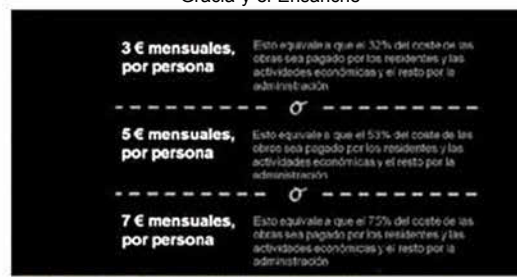 Gracia y el Ensanche
3 € mensuales,
por persona
Esto equivale a que el 32% del coste de las
obras sea pagado por los residentes y las
actividades económicas y el resto por la
administración
o
5 € mensuales,
por persona
Esto equivale a que el 53% del coste de las
obras sea pagado por los residentes y las
actividades económicas y el resto por la
administración
o
7 € mensuales,
por persona
Esto equivale a que el 75% del coste de las
obras sea pagado por los residentes y las
actividades económicas y el resto por la
administración